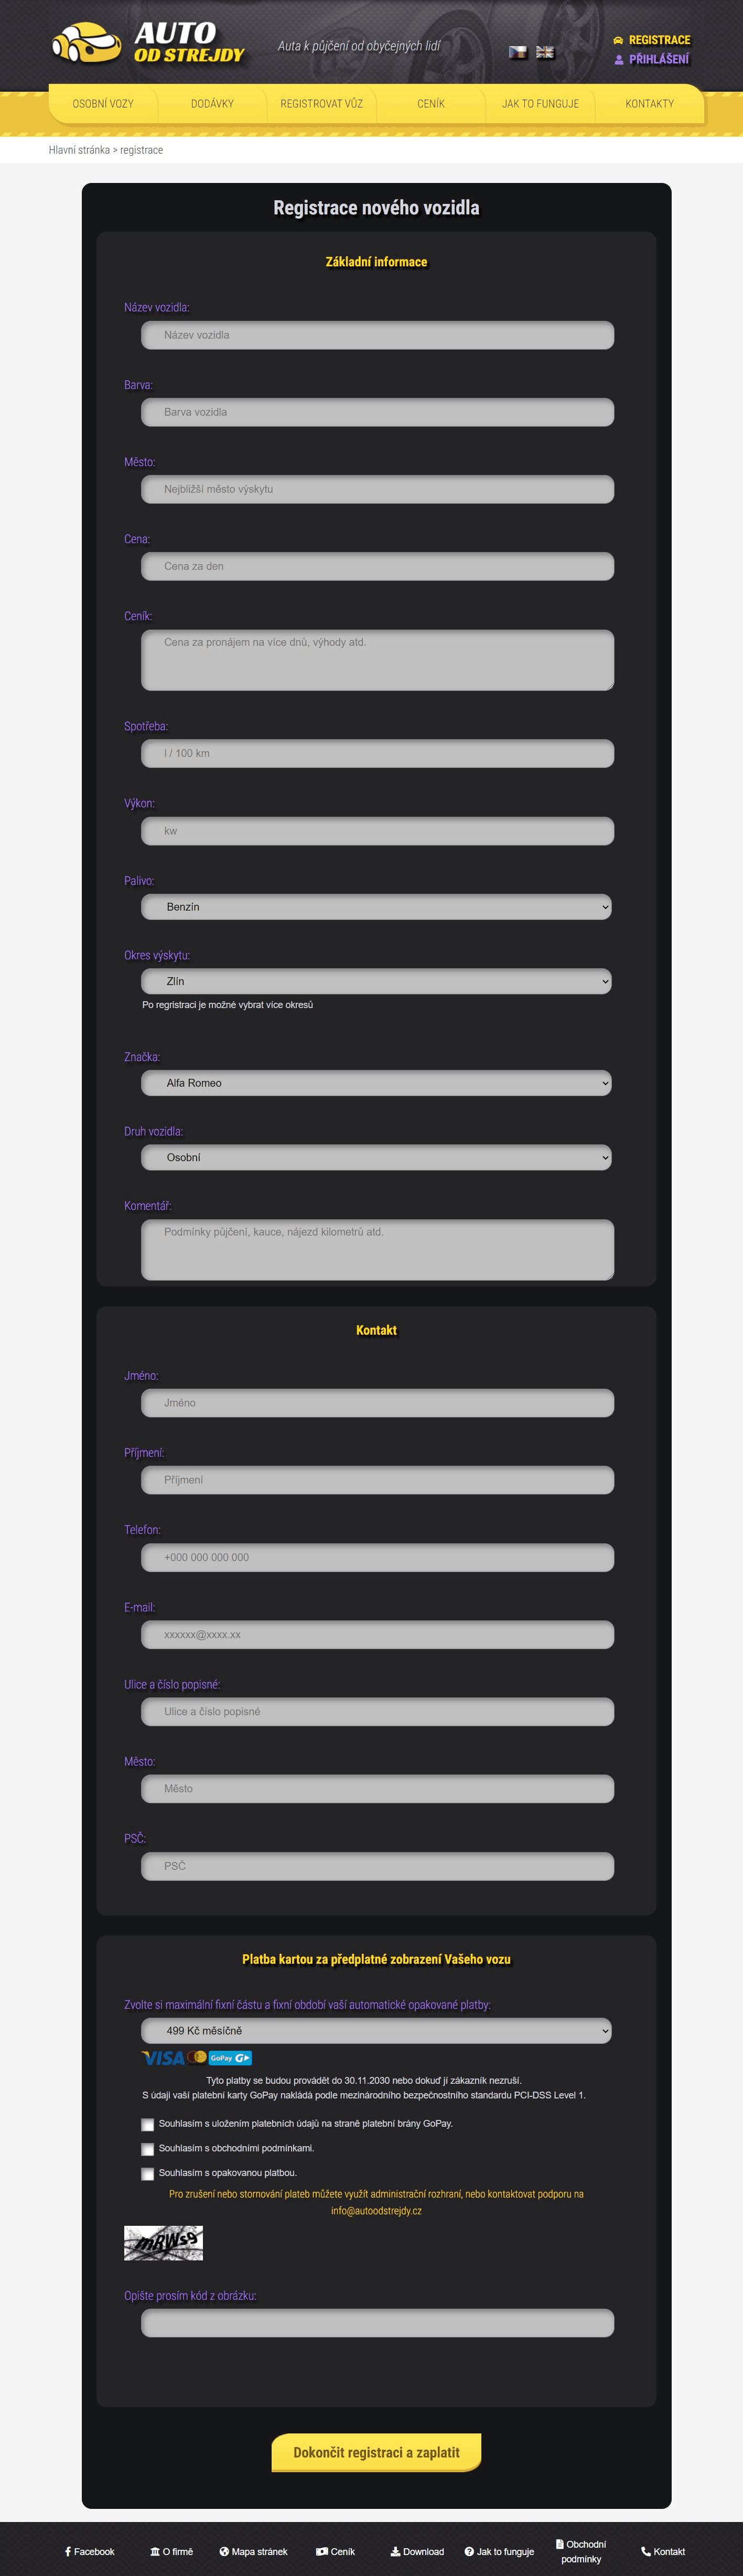 AUTO
OD STREJDY
Auta k půjčení od obyčejných lidí
REGISTRACE
PŘIHLÁŠENÍ
OSOBNÍ VOZY
DODÁVKY
REGISTROVAT VŮZ
CENÍK
JAK TO FUNGUJE
KONTAKTY
Hlavní stránka > registrace
Registrace nového vozidla
Základní informace
Název vozidla:
Název vozidla
Barva:
Barva vozidla
Město:
Nejbližší město výskytu
Cena:
Cena za den
Ceník:
Cena za pronájem na více dnů, výhody atd.
Spotřeba:
l / 100 km
Výkon:
kw
Palivo:
Benzín
Okres výskytu:
Zlín
Po regristraci je možné vybrat více okresů
Značka:
Alfa Romeo
Druh vozidla:
Osobní
Komentář:
Podmínky půjčení, kauce, nájezd kilometrů atd.
Kontakt
Jméno:
Jméno
Příjmení:
Příjmení
Telefon:
+000 000 000 000
E-mail:
xxxxxx@xxxx.xx
Ulice a číslo popisné:
Ulice a číslo popisné
Město:
Město
PSČ:
PSČ
Platba kartou za předplatné zobrazení Vašeho vozu
Zvolte si maximální fixní částu a fixní období vaší automatické opakované platby:
499 Kč měsíčně
VISA GoPay
Tyto platby se budou provádět do 30.11.2030 nebo dokuď jí zákazník nezruší.
S údaji vaší platební karty GoPay nakládá podle mezinárodního bezpečnostního standardu PCI-DSS Level 1.
Souhlasím s uložením platebních údajů na straně platební brány GoPay.
Souhlasím s obchodními podmínkami.
Souhlasím s opakovanou platbou.
Pro zrušení nebo stornování plateb můžete využít administrační rozhraní, nebo kontaktovat podporu na
info@autoodstrejdy.cz
mRWs9
Opište prosím kód z obrázku:
Dokončit registraci a zaplatit
Facebook
O firmě
Mapa stránek
Ceník
Download
Jak to funguje
Obchodní
podmínky
Kontakt